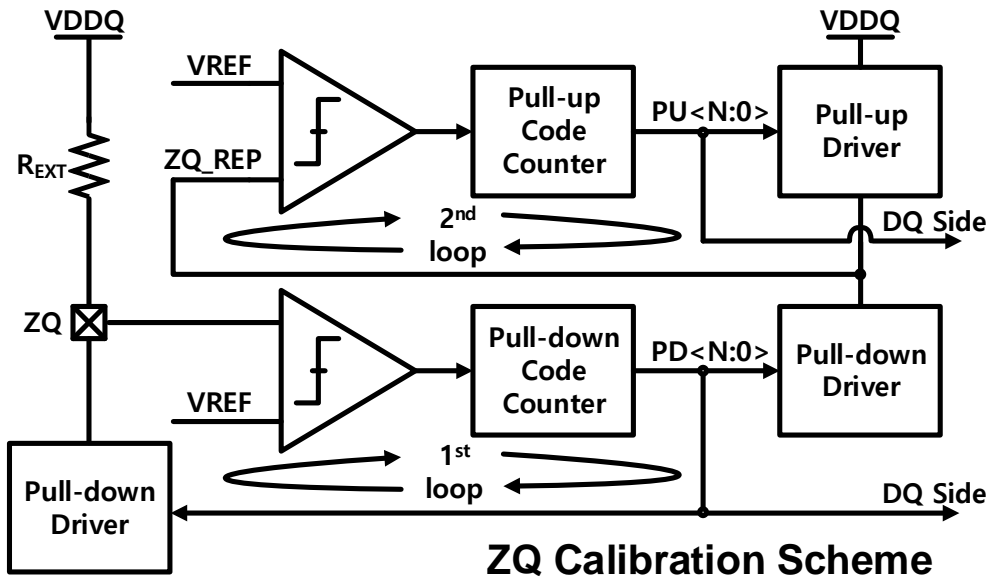 VDDQ
VDDQ
VREF
Pull-up
Code
Counter
PU<N:0>
Pull-up
Driver
REXT
ZQ_REP
2nd
loop
DQ Side
ZQ
Pull-down
Code
Counter
PD<N:0>
Pull-down
Driver
VREF
1st
loop
Pull-down
Driver
DQ Side
ZQ Calibration Scheme